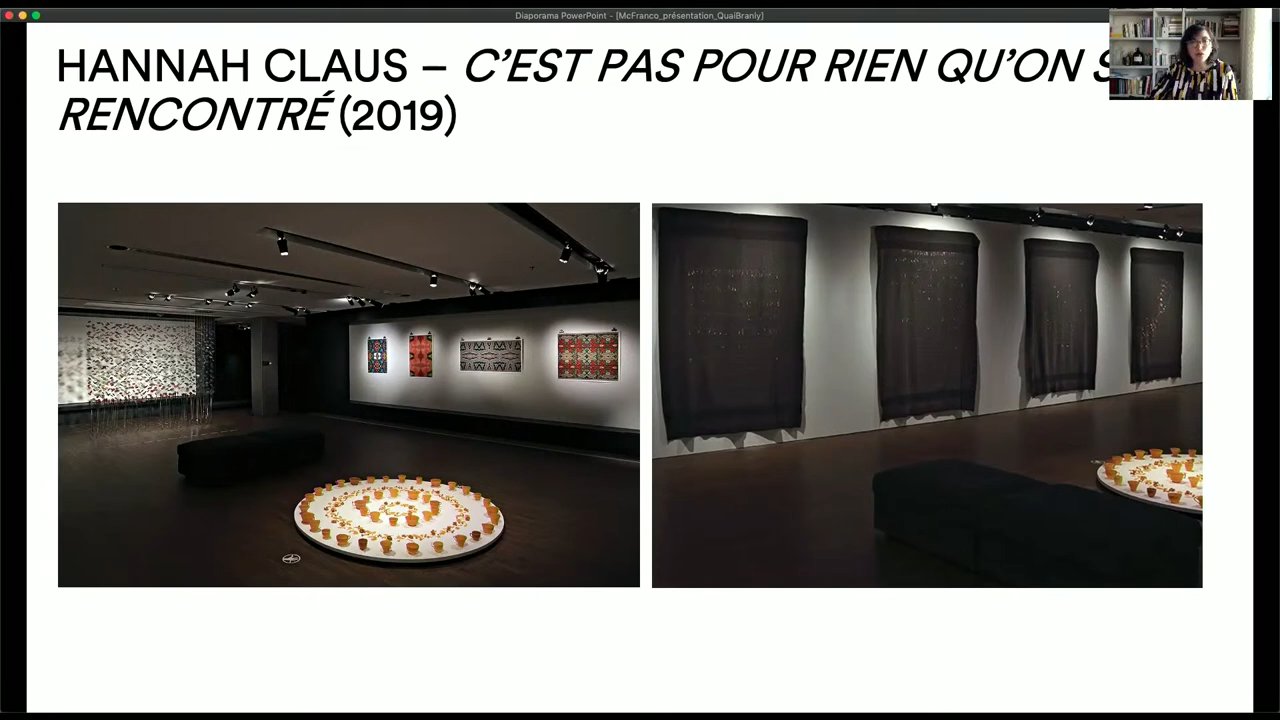 Diaporama PowerPoint - [McFranco_présentation_QuaiBranly]
HANNAH CLAUS – C'EST PAS POUR RIEN QU'ON
RENCONTRÉ (2019)